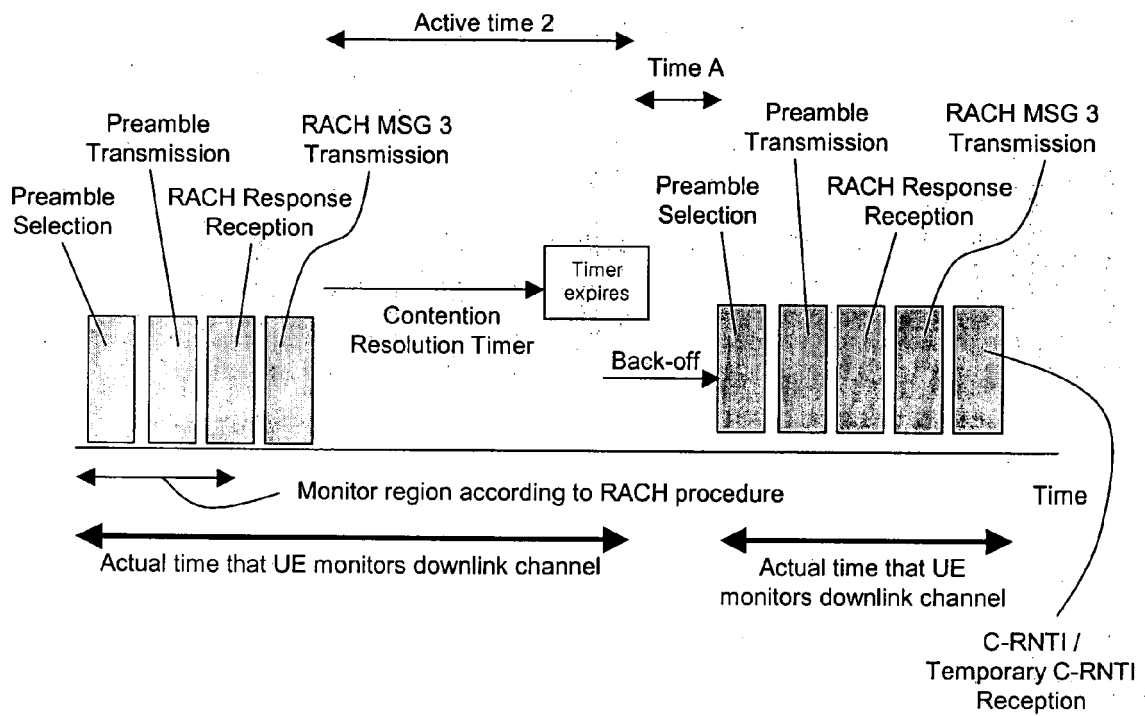 Active time 2
Time A
Preamble
Transmission
RACH MSG 3
Transmission
Preamble
Selection
RACH Response
Reception
Preamble
Transmission
RACH MSG 3
Transmission
Preamble
Selection
RACH Response
Reception
Timer
expires
Contention
Resolution Timer
Back-off
Monitor region according to RACH procedure
Time
Actual time that UE monitors downlink channel
Actual time that UE
monitors downlink channel
C-RNTI /
Temporary C-RNTI
Reception